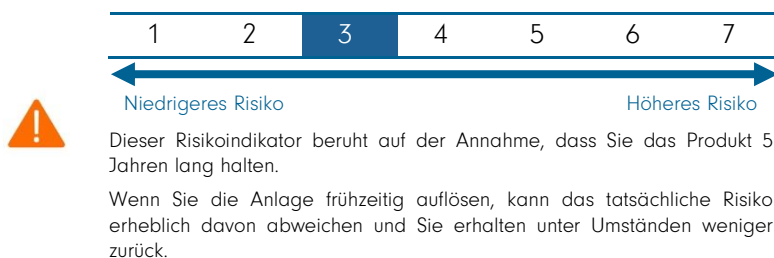 1 2 3 4 5 6 7
Niedrigeres Risiko Höheres Risiko
Dieser Risikoindikator beruht auf der Annahme, dass Sie das Produkt 5
Jahren lang halten.
Wenn Sie die Anlage frühzeitig auflösen, kann das tatsächliche Risiko
erheblich davon abweichen und Sie erhalten unter Umständen weniger
zurück.